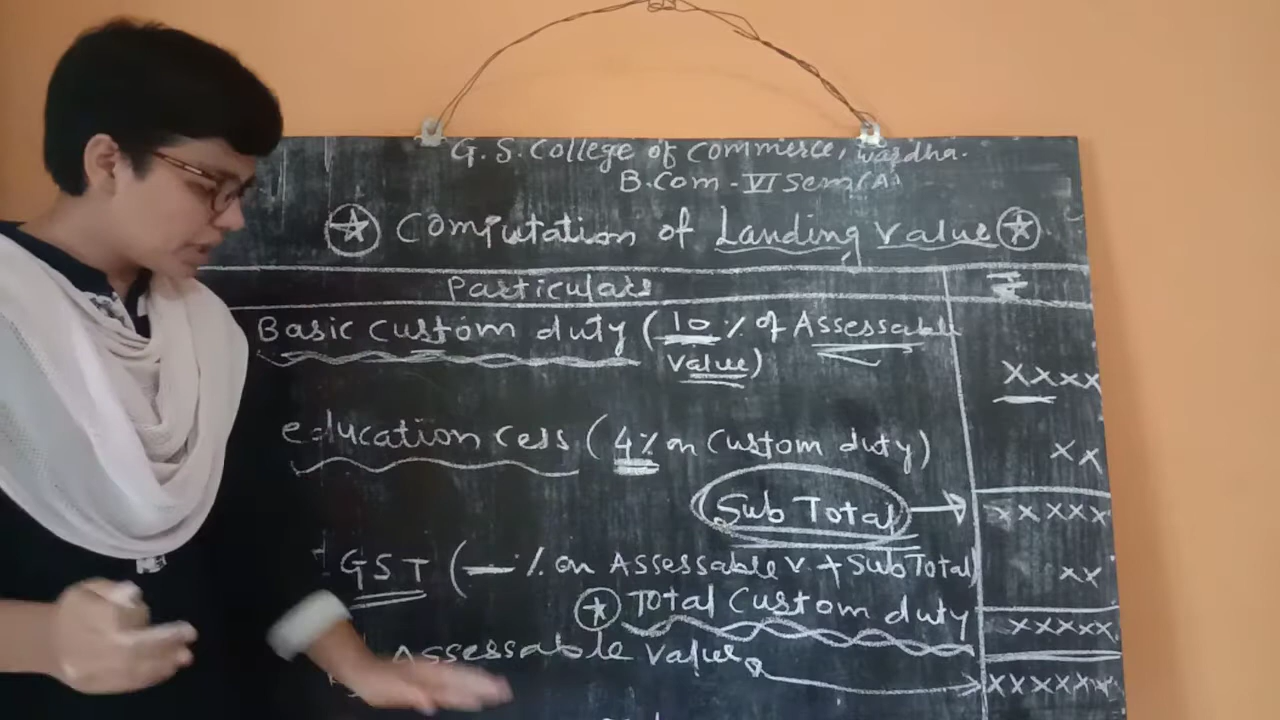 G. S. College of Commerce, Wardha.
B.Com - VI Sem (A)
Computation of Landing Value
Particulars ₹
Basic Custom duty (10 % of Assessable
Value) XXXX
education cess (4% on Custom duty) XX
Sub Total → XXXXX
+ GST (—% on Assessable v. + Sub Total XX
Total Custom duty XXXXX
Assessable Value XXXXXX